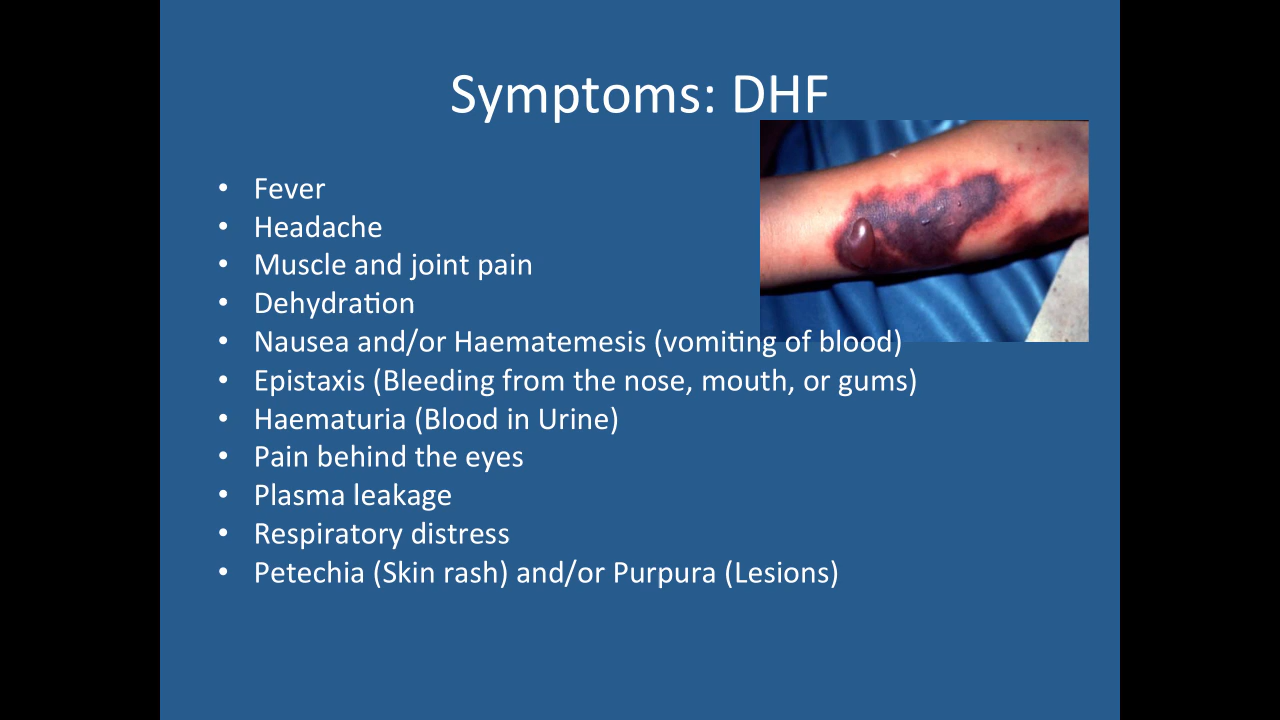 Symptoms: DHF
• Fever
• Headache
• Muscle and joint pain
• Dehydration
• Nausea and/or Haematemesis (vomiting of blood)
• Epistaxis (Bleeding from the nose, mouth, or gums)
• Haematuria (Blood in Urine)
• Pain behind the eyes
• Plasma leakage
• Respiratory distress
• Petechia (Skin rash) and/or Purpura (Lesions)